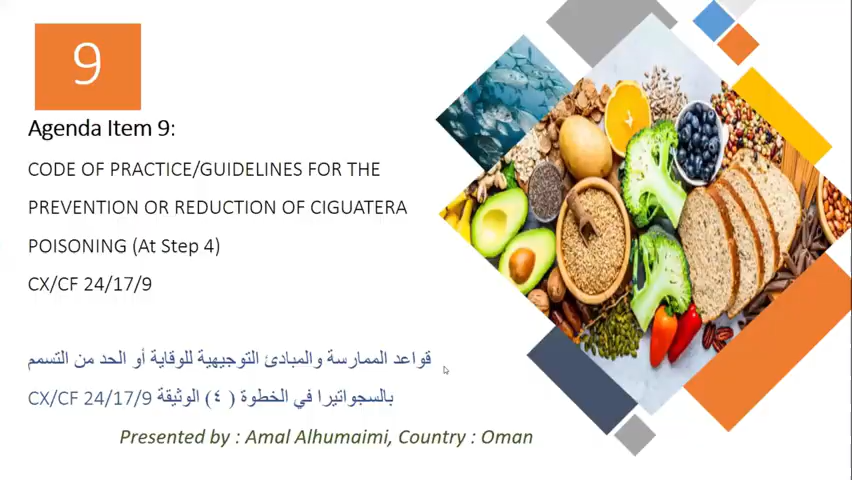 9
Agenda Item 9:
CODE OF PRACTICE/GUIDELINES FOR THE
PREVENTION OR REDUCTION OF CIGUATERA
POISONING (At Step 4)
CX/CF 24/17/9
قواعد الممارسة والمبادئ التوجيهية للوقاية أو الحد من التسمم
بالسجواتيرا في الخطوة ( ٤) الوثيقة CX/CF 24/17/9
Presented by : Amal Alhumaimi, Country : Oman